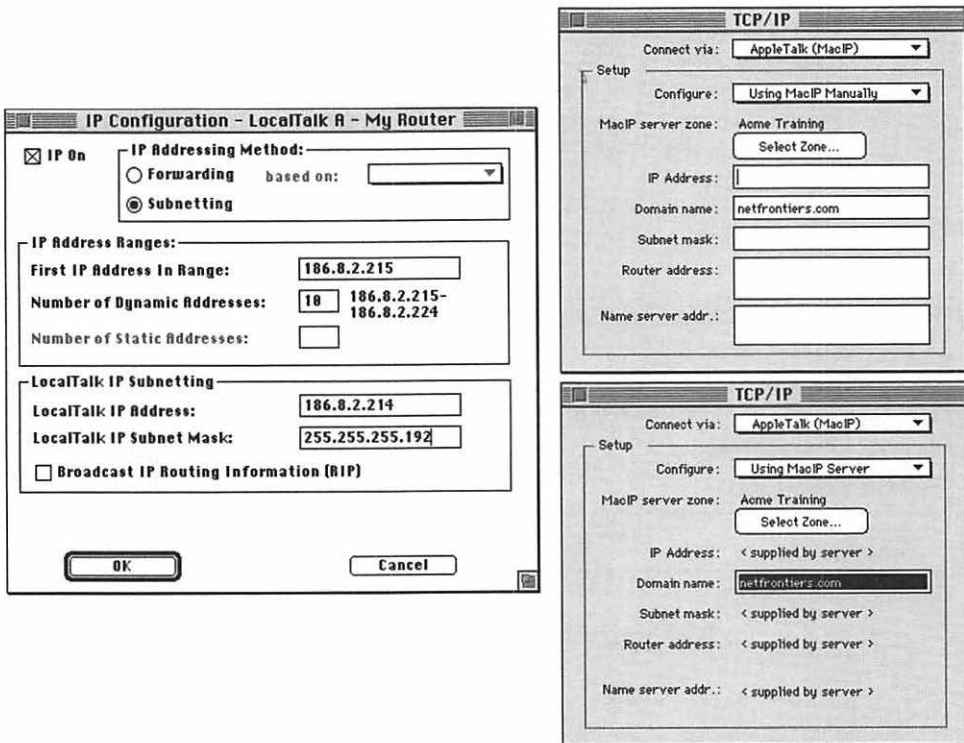 IP Configuration - LocalTalk A - My Router
IP On
IP Addressing Method:
Forwarding based on:
Subnetting
IP Address Ranges:
First IP Address In Range: 186.8.2.215
Number of Dynamic Addresses: 10 186.8.2.215-
186.8.2.224
Number of Static Addresses:
LocalTalk IP Subnetting
LocalTalk IP Address: 186.8.2.214
LocalTalk IP Subnet Mask: 255.255.255.192
Broadcast IP Routing Information (RIP)
OK Cancel
TCP/IP
Connect via: AppleTalk (MacIP)
Setup
Configure: Using MacIP Manually
MacIP server zone: Acme Training
Select Zone...
IP Address:
Domain name: netfrontiers.com
Subnet mask:
Router address:
Name server addr.:
TCP/IP
Connect via: AppleTalk (MacIP)
Setup
Configure: Using MacIP Server
MacIP server zone: Acme Training
Select Zone...
IP Address: < supplied by server >
Domain name: netfrontiers.com
Subnet mask: < supplied by server >
Router address: < supplied by server >
Name server addr.: < supplied by server >